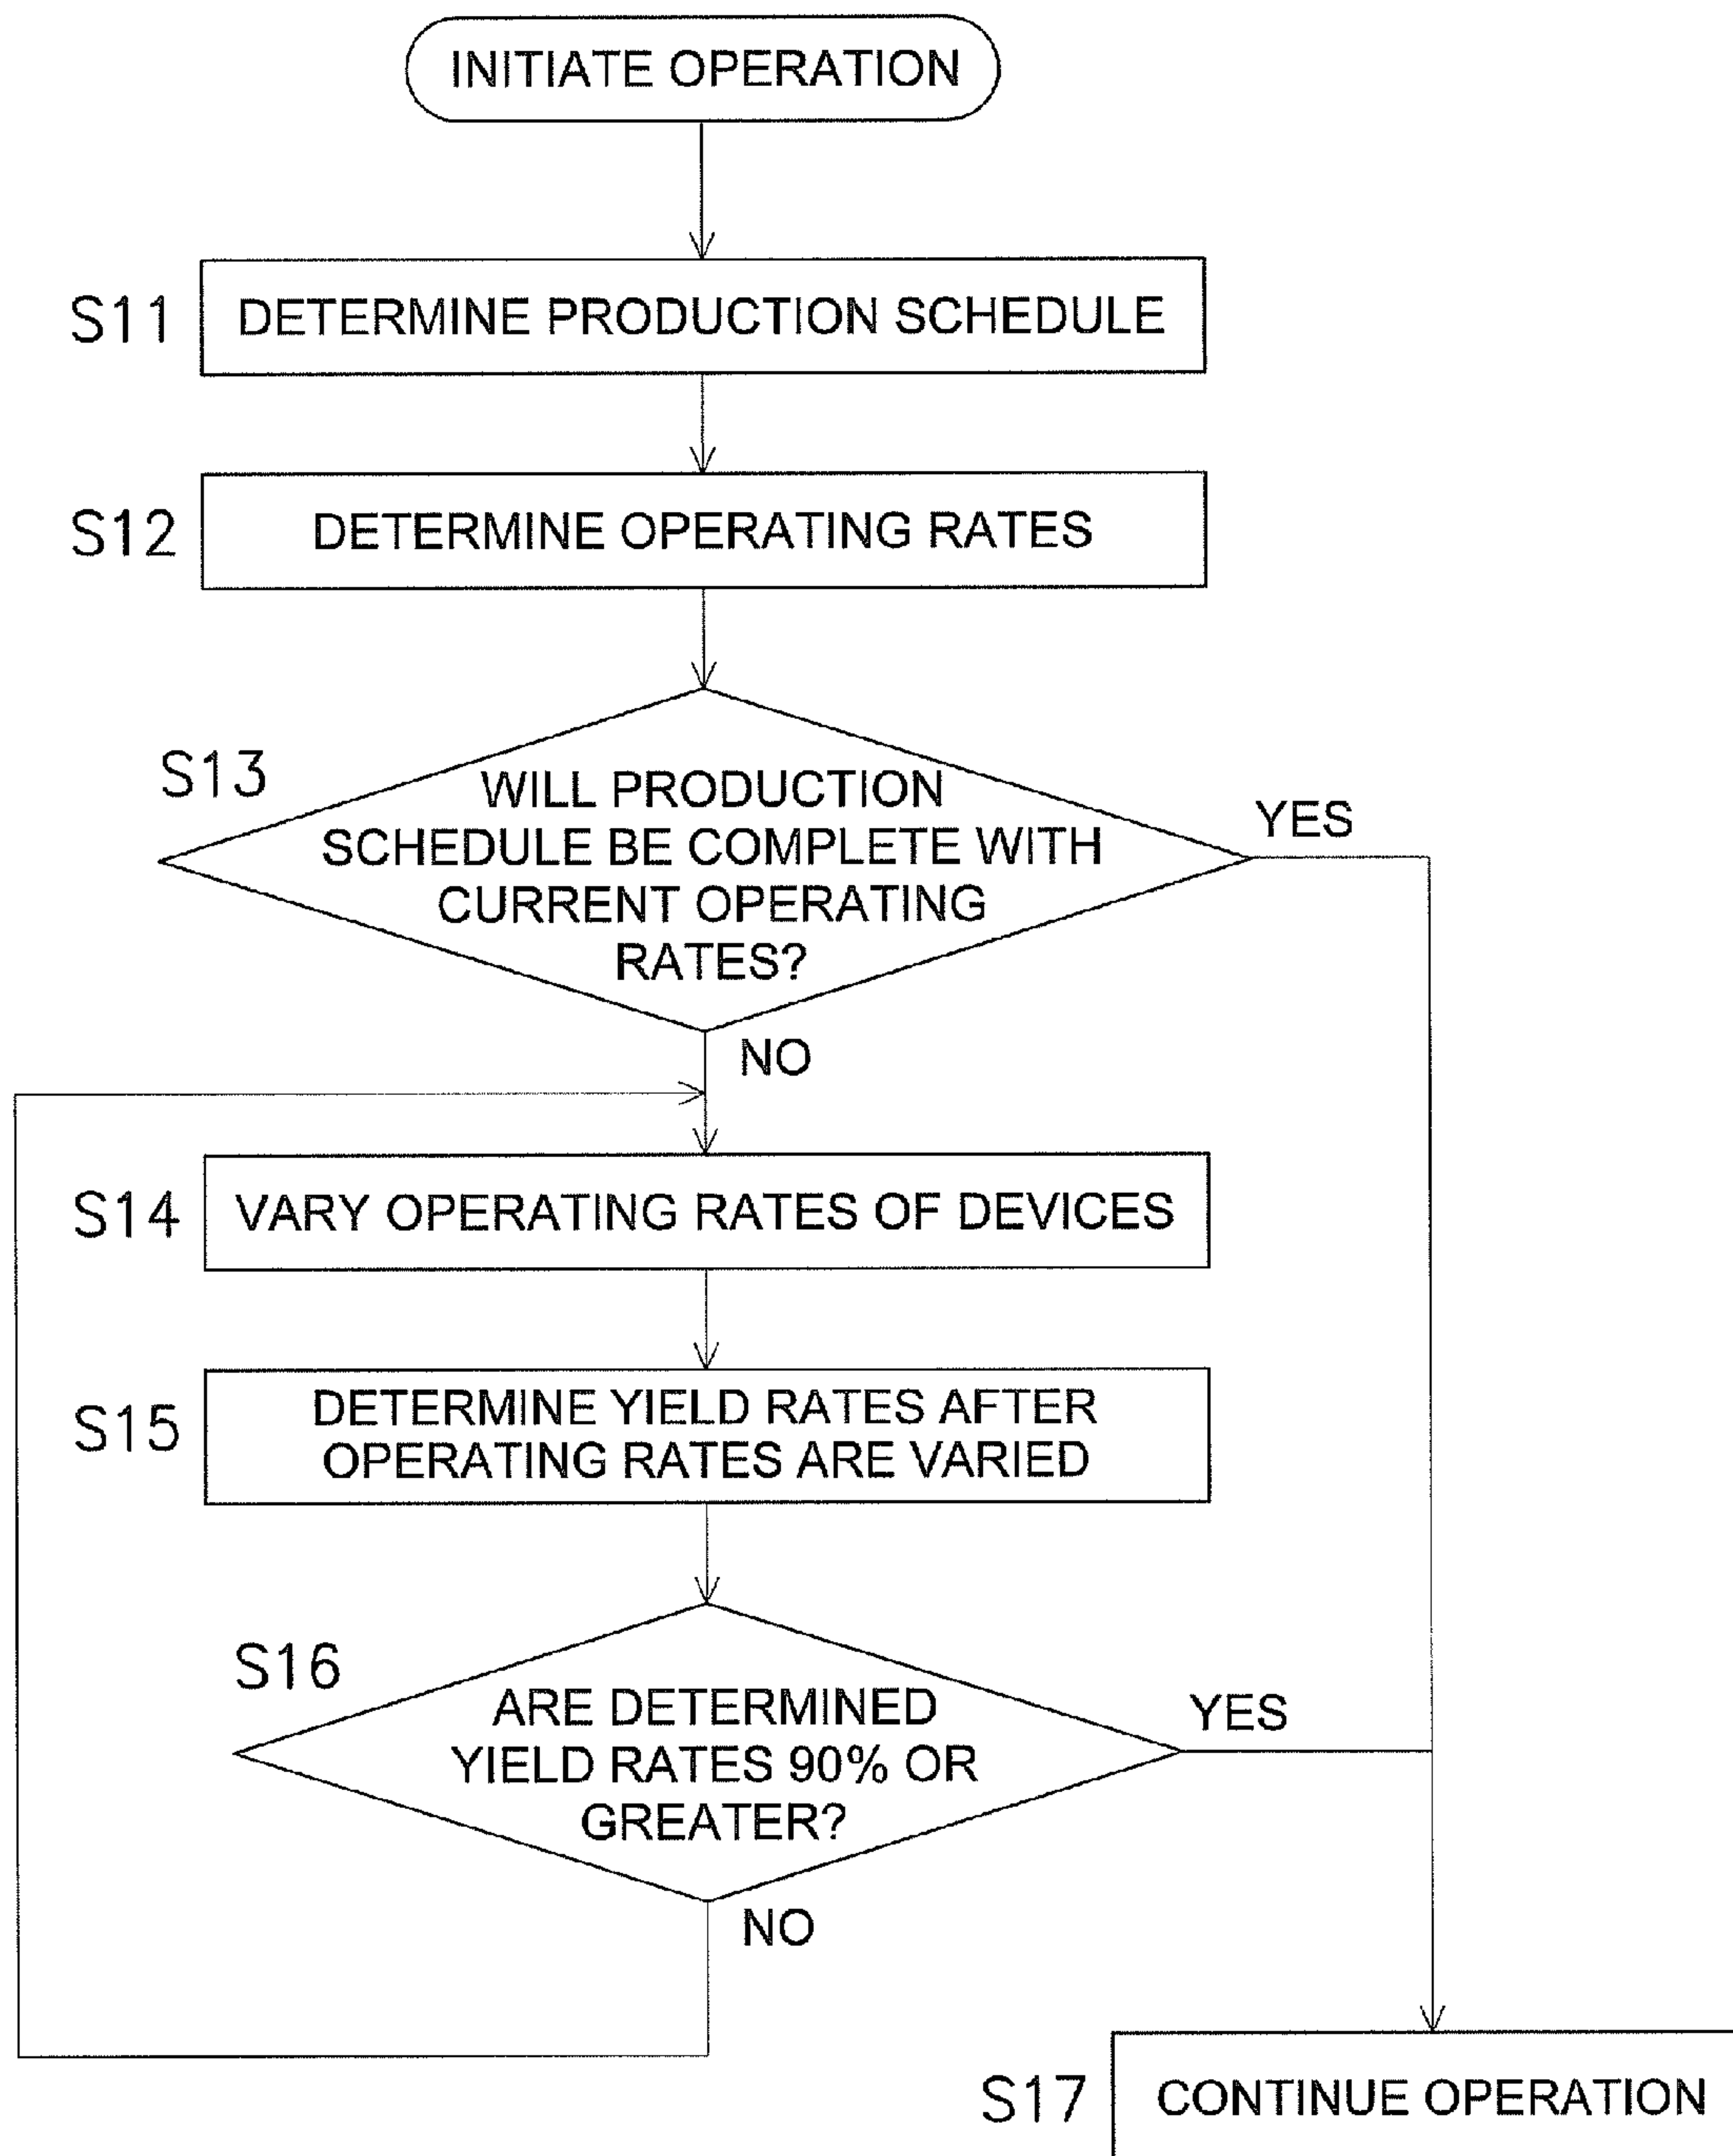 INITIATE OPERATION
S11
DETERMINE PRODUCTION SCHEDULE
S12
DETERMINE OPERATING RATES
S13
WILL PRODUCTION
SCHEDULE BE COMPLETE WITH
CURRENT OPERATING
RATES?
YES
NO
S14
VARY OPERATING RATES OF DEVICES
S15
DETERMINE YIELD RATES AFTER
OPERATING RATES ARE VARIED
S16
ARE DETERMINED
YIELD RATES 90% OR
GREATER?
YES
NO
S17
CONTINUE OPERATION